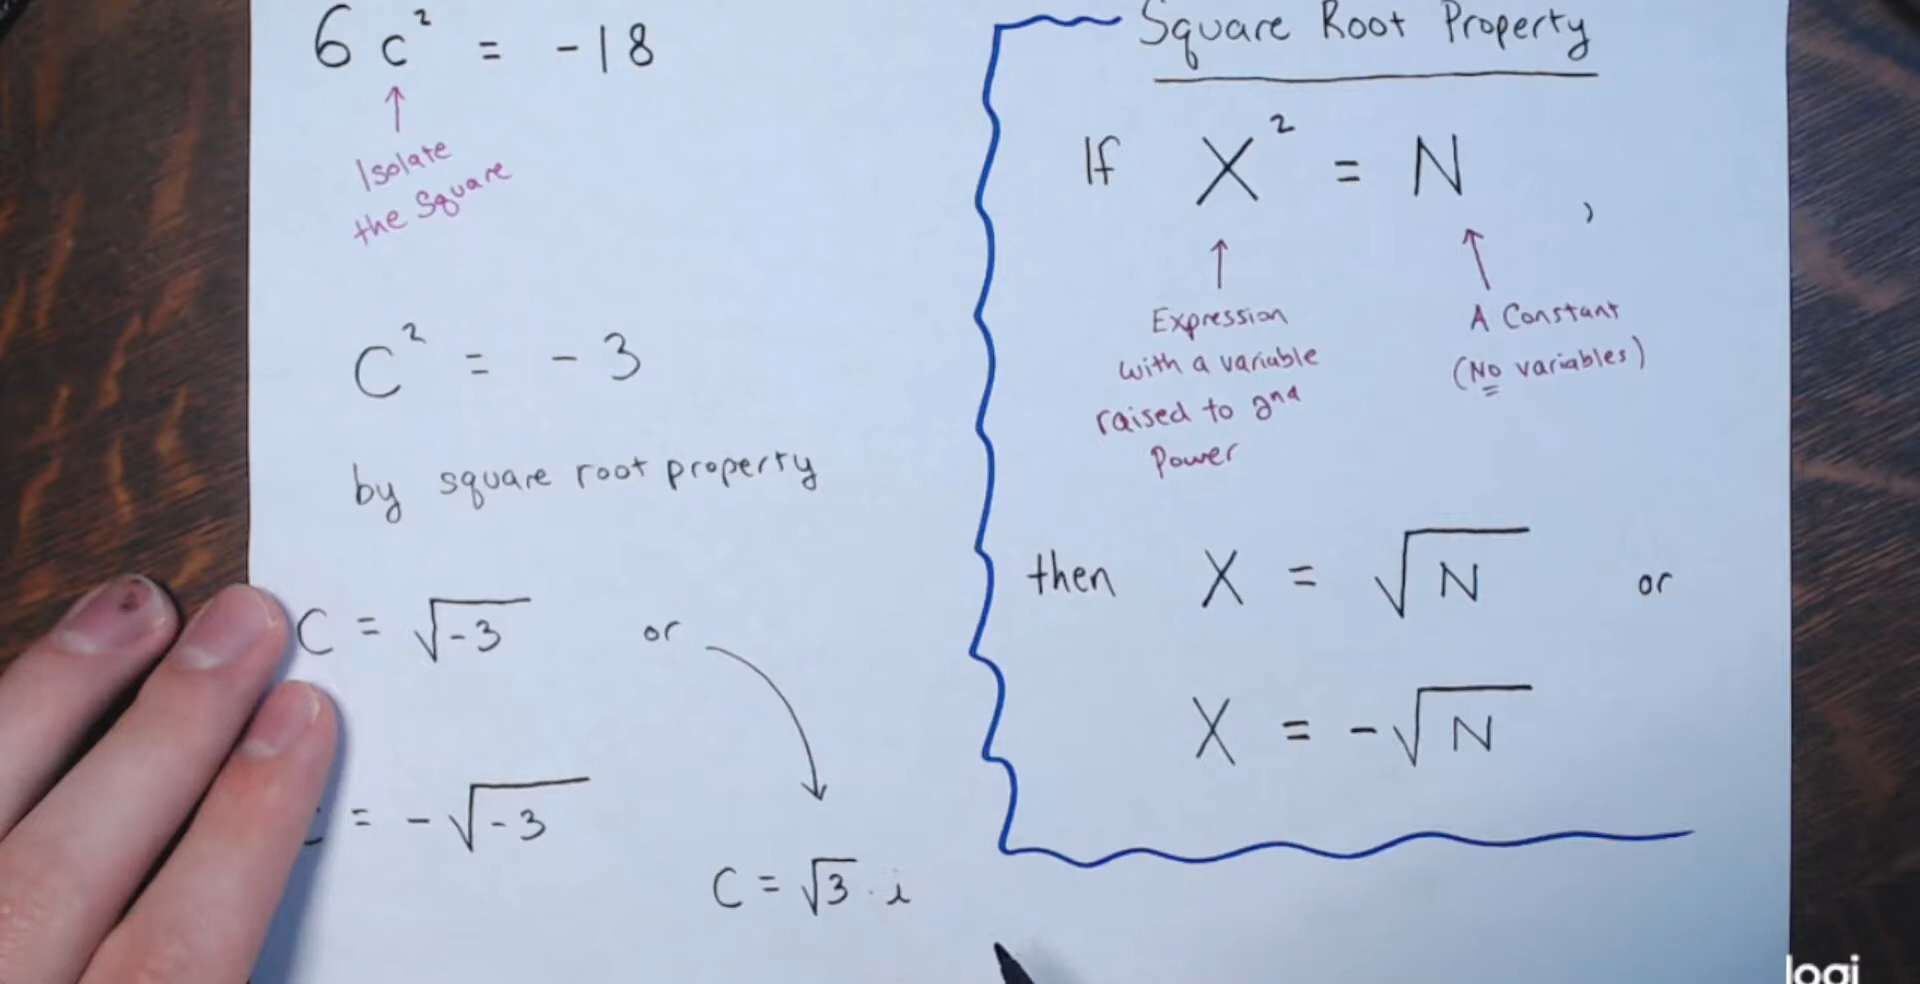 6c² = -18
Isolate
the Square
C² = -3
by square root property
C = √-3 or
= -√-3
C = √3 · i
Square Root Property
If X² = N ,
Expression
with a variable
raised to 2nd
Power
A Constant
(No variables)
then X = √N or
X = -√N
logi